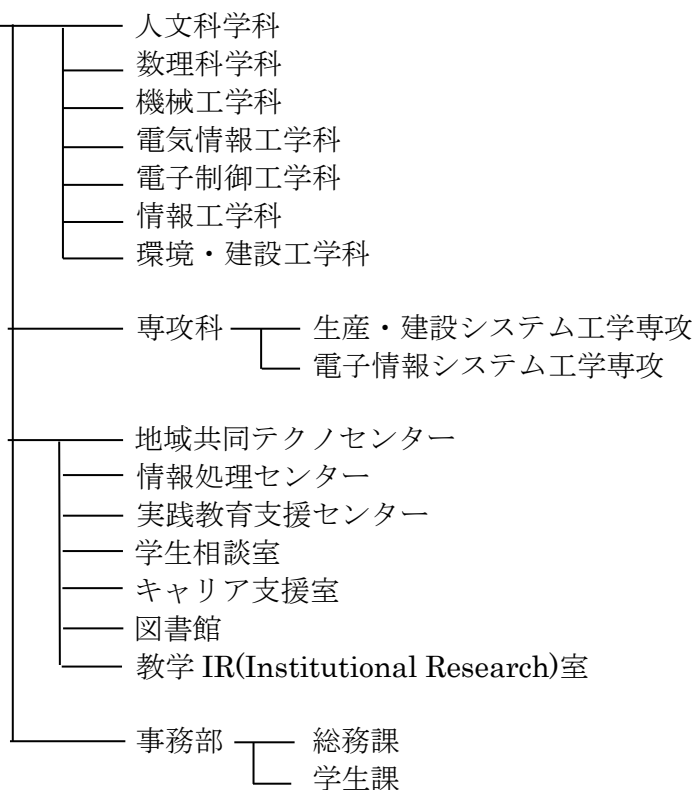 人文科学科
数理科学科
機械工学科
電気情報工学科
電子制御工学科
情報工学科
環境・建設工学科
専攻科 生産・建設システム工学専攻
電子情報システム工学専攻
地域共同テクノセンター
情報処理センター
実践教育支援センター
学生相談室
キャリア支援室
図書館
教学 IR(Institutional Research)室
事務部 総務課
学生課